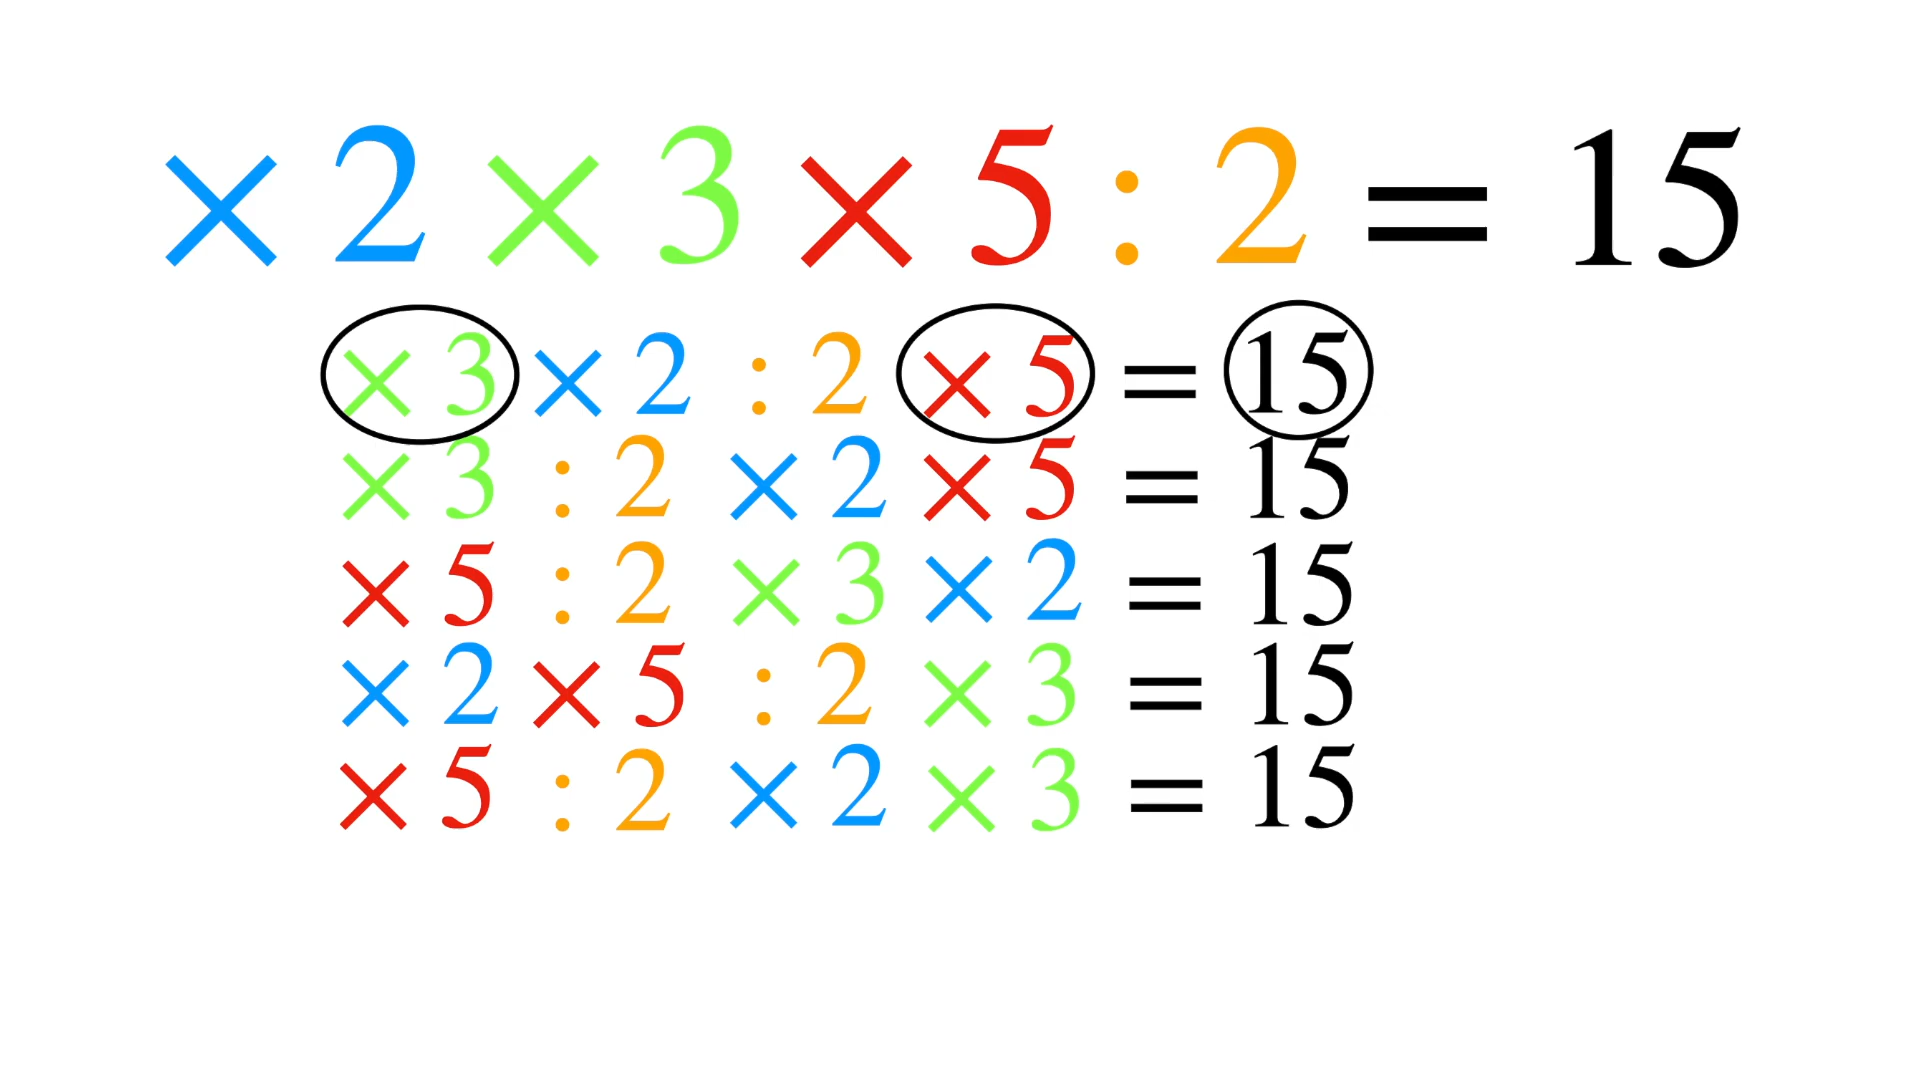 × 2 × 3 × 5 : 2 = 15
× 3 × 2 : 2 × 5 = 15
× 3 : 2 × 2 × 5 = 15
× 5 : 2 × 3 × 2 = 15
× 2 × 5 : 2 × 3 = 15
× 5 : 2 × 2 × 3 = 15